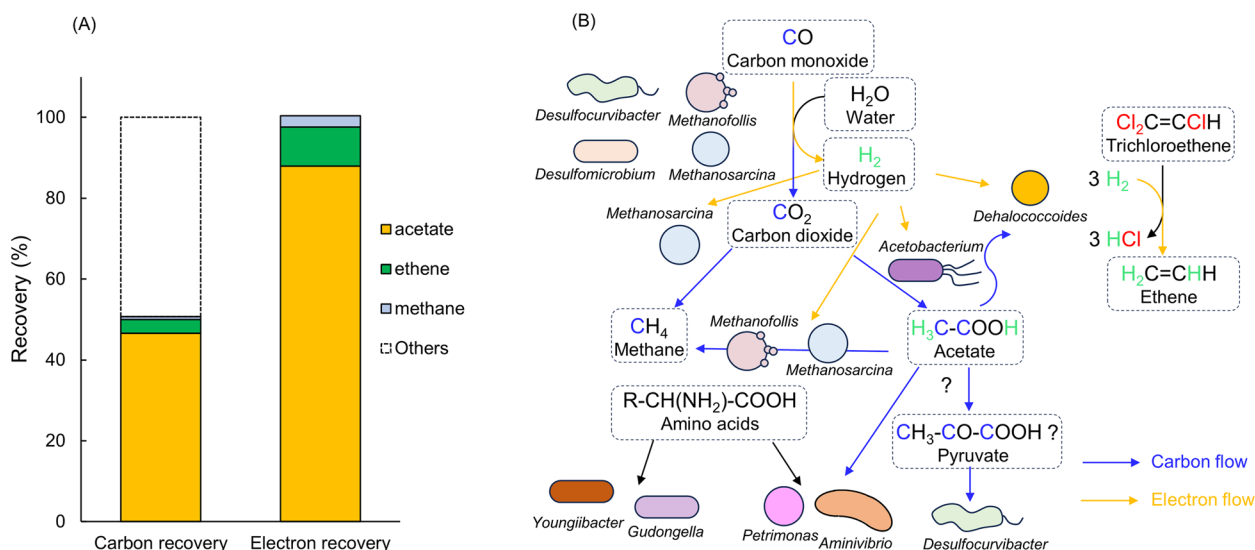 (A)
100
80
60
40
20
0
Recovery (%)
Carbon recovery
Electron recovery
acetate
ethene
methane
Others
(B)
CO
Carbon monoxide
H₂O
Water
Desulfocurvibacter
Methanofollis
Desulfomicrobium
Methanosarcina
H₂
Hydrogen
Cl₂C=CClH
Trichloroethene
3 H₂
3 HCl
H₂C=CHH
Ethene
Dehalococcoides
Methanosarcina
CO₂
Carbon dioxide
Acetobacterium
CH₄
Methane
Methanofollis
Methanosarcina
H₃C-COOH
Acetate
?
R-CH(NH₂)-COOH
Amino acids
CH₃-CO-COOH ?
Pyruvate
Carbon flow
Electron flow
Youngiibacter
Gudongella
Petrimonas
Aminivibrio
Desulfocurvibacter